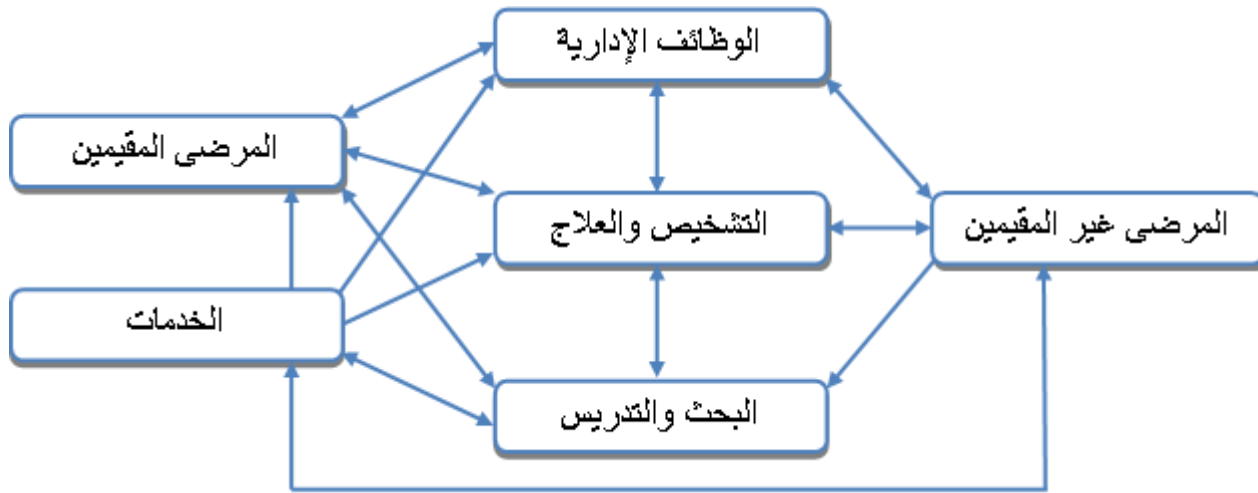 الوظائف الإدارية
المرضى المقيمين
التشخيص والعلاج
المرضى غير المقيمين
الخدمات
البحث والتدريس